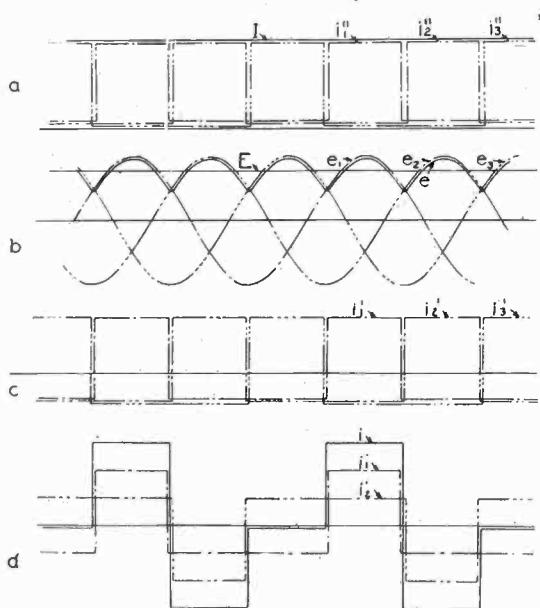 I i₁" i₂" i₃"
a
E e₁ e₂ e e₃
b
i₁' i₂' i₃'
c
i
i₁
i₂
d